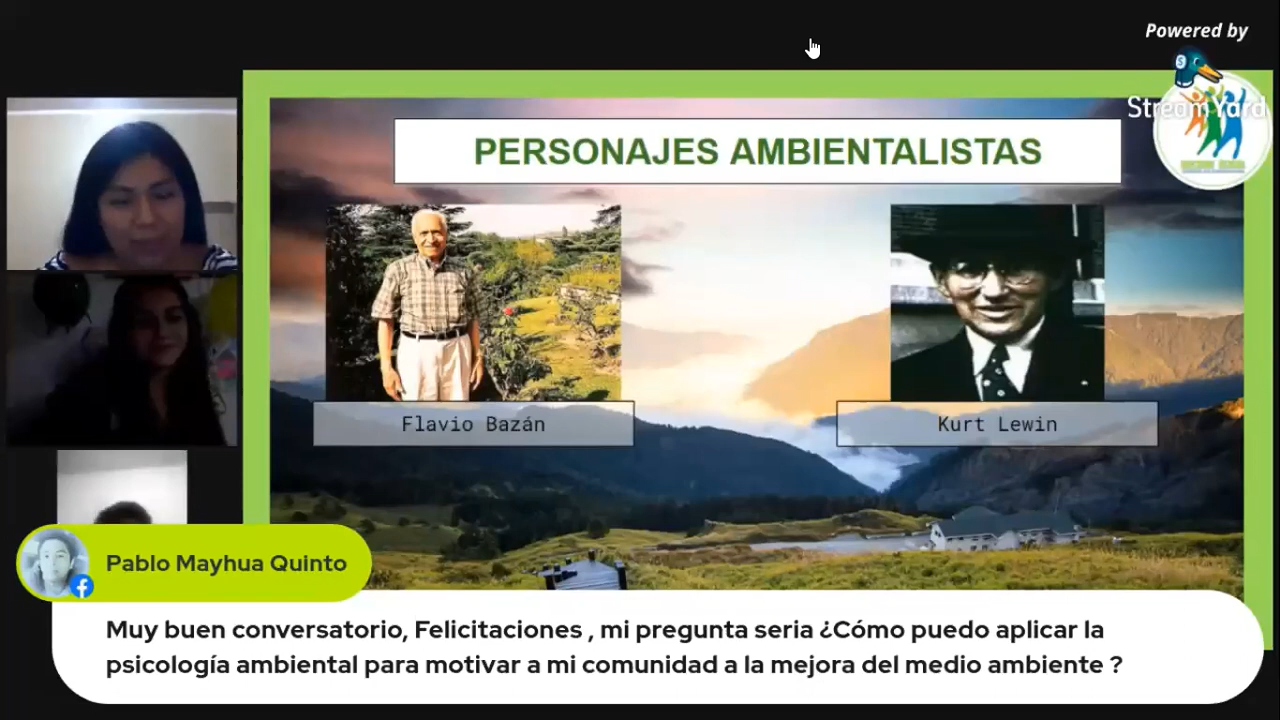 Powered by
StreamYard
PERSONAJES AMBIENTALISTAS
Flavio Bazán
Kurt Lewin
Pablo Mayhua Quinto
Muy buen conversatorio, Felicitaciones , mi pregunta seria ¿Cómo puedo aplicar la
psicología ambiental para motivar a mi comunidad a la mejora del medio ambiente ?